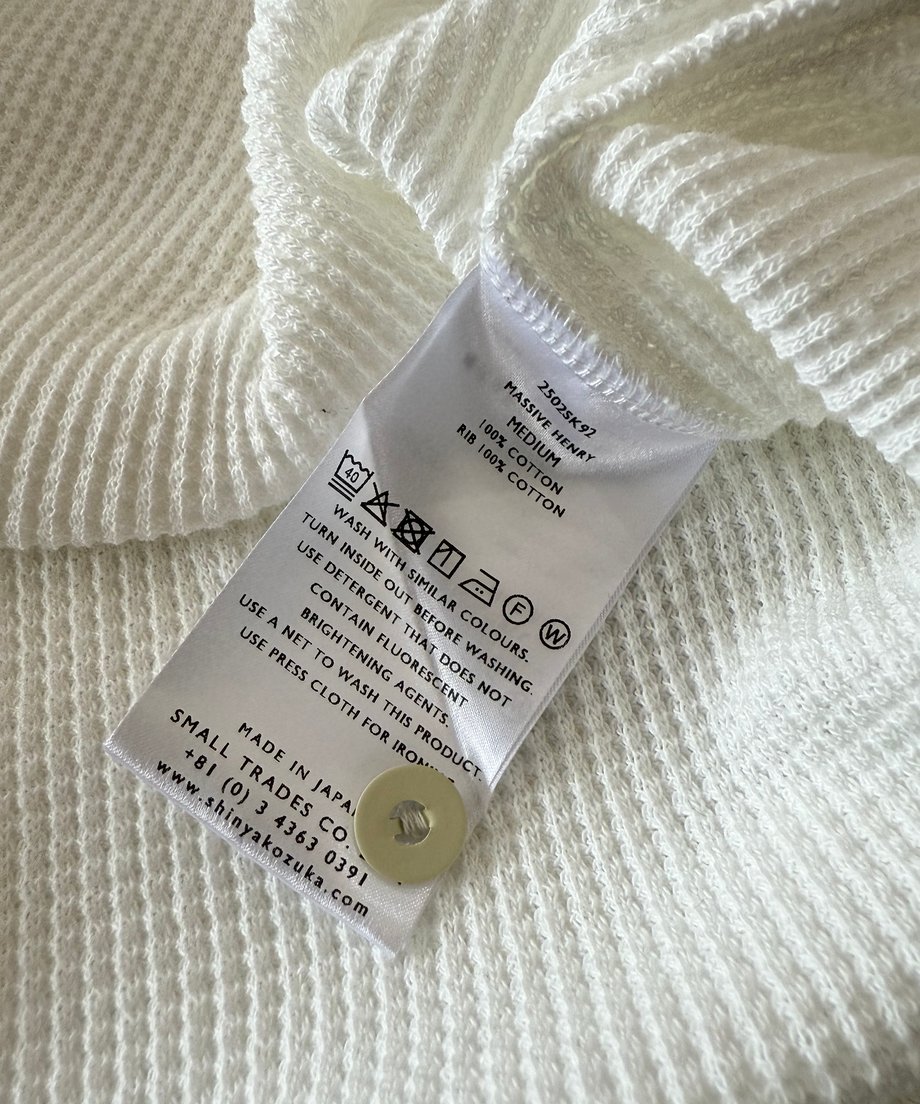 2502SK92
MASSIVE HENRY
MEDIUM
100% COTTON
RIB 100% COTTON
40
F
W
WASH WITH SIMILAR COLOURS.
TURN INSIDE OUT BEFORE WASHING.
USE DETERGENT THAT DOES NOT
CONTAIN FLUORESCENT
BRIGHTENING AGENTS.
USE A NET TO WASH THIS PRODUCT.
USE PRESS CLOTH FOR
MADE IN
SMALL TRADES CO.
+81 (0) 3 4363 0391
www.shinyakozuka.com